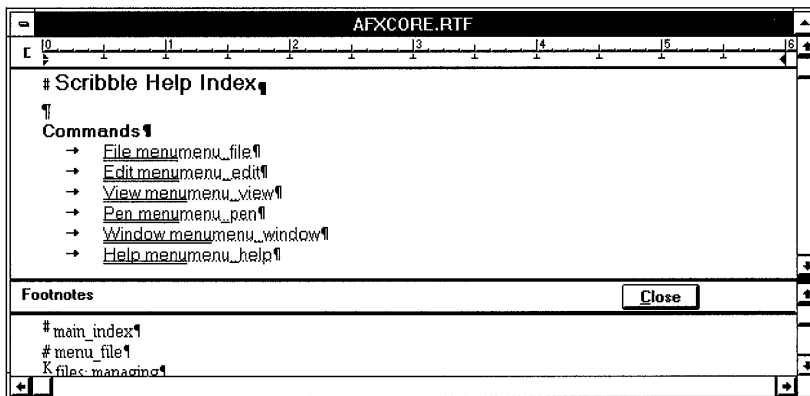 AFXCORE.RTF
0 1 2 3 4 5 6
# Scribble Help Index¶
¶
Commands¶
→ File menumenu_file¶
→ Edit menumenu_edit¶
→ View menumenu_view¶
→ Pen menumenu_pen¶
→ Window menumenu_window¶
→ Help menumenu_help¶
Footnotes Close
# main_index¶
# menu_file¶
K files: managing¶